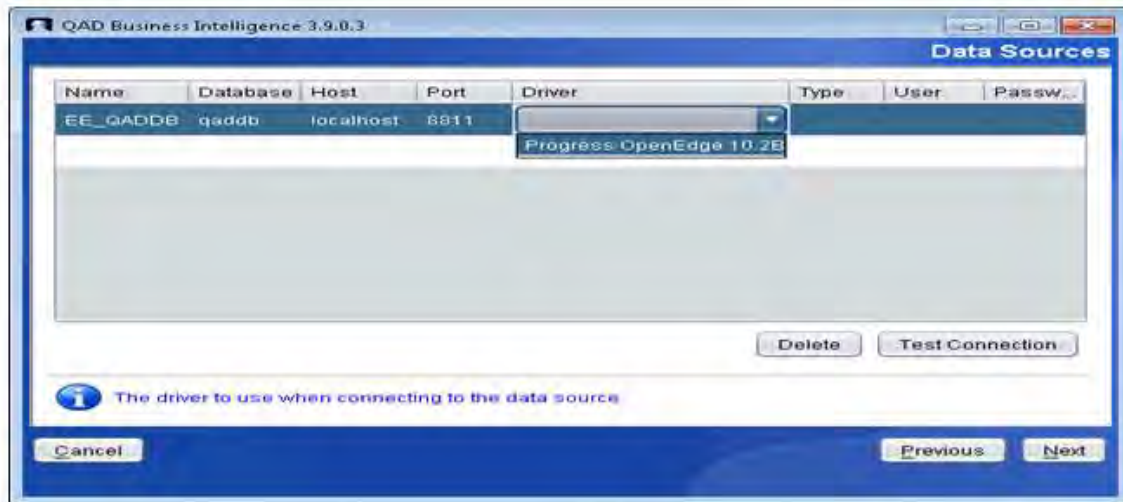 QAD Business Intelligence 3.9.0.3
Data Sources
Name Database Host Port Driver Type User Passw...
EE_QADDB qaddb localhost 8811
Progress OpenEdge 10.2B
Delete Test Connection
The driver to use when connecting to the data source
Cancel Previous Next